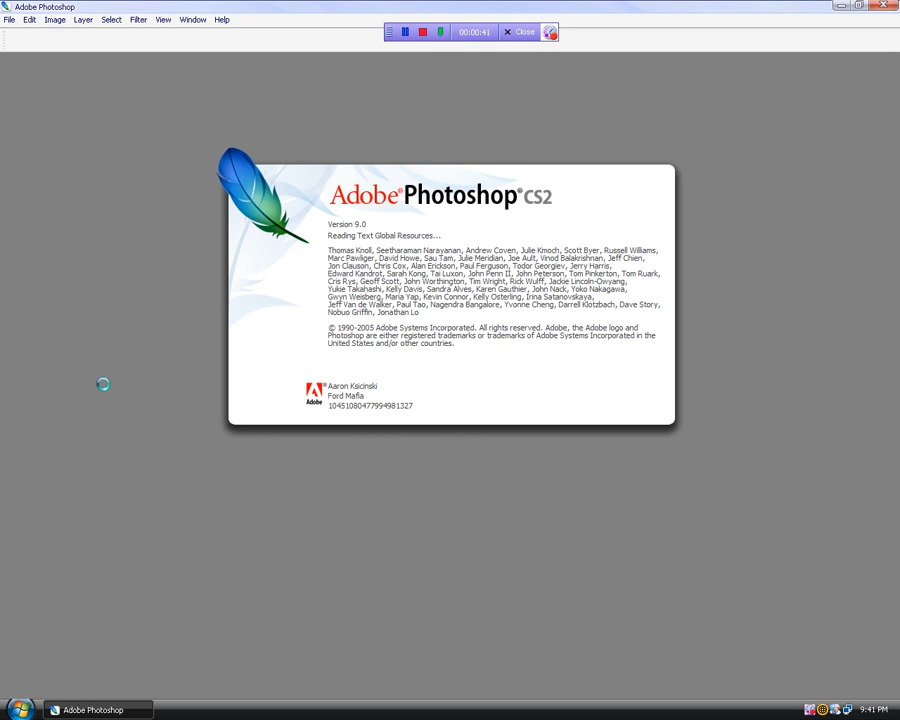 Adobe Photoshop
File Edit Image Layer Select Filter View Window Help
00:00:41 Close
Adobe® Photoshop® CS2
Version 9.0
Reading Text Global Resources...
Thomas Knoll, Seetharaman Narayanan, Andrew Coven, Julie Kmoch, Scott Byer, Russell Williams,
Marc Pawliger, David Howe, Sau Tam, Julie Meridian, Joe Ault, Vinod Balakrishnan, Jeff Chien,
Jon Clauson, Chris Cox, Alan Erickson, Paul Ferguson, Todor Georgiev, Jerry Harris,
Edward Kandrot, Sarah Kong, Tai Luxon, John Penn II, John Peterson, Tom Pinkerton, Tom Ruark,
Cris Rys, Geoff Scott, John Worthington, Tim Wright, Rick Wulff, Jackie Lincoln-Owyang,
Yukie Takahashi, Kelly Davis, Sandra Alves, Karen Gauthier, John Nack, Yoko Nakagawa,
Gwyn Weisberg, Maria Yap, Kevin Connor, Kelly Osterling, Irina Satanovskaya,
Jeff Van de Walker, Paul Tao, Nagendra Bangalore, Yvonne Cheng, Darrell Klotzbach, Dave Story,
Nobuo Griffin, Jonathan Lo
© 1990-2005 Adobe Systems Incorporated. All rights reserved. Adobe, the Adobe logo and
Photoshop are either registered trademarks or trademarks of Adobe Systems Incorporated in the
United States and/or other countries.
Adobe®
Aaron Ksicinski
Ford Mafia
10451080477994981327
Adobe Photoshop
9:41 PM